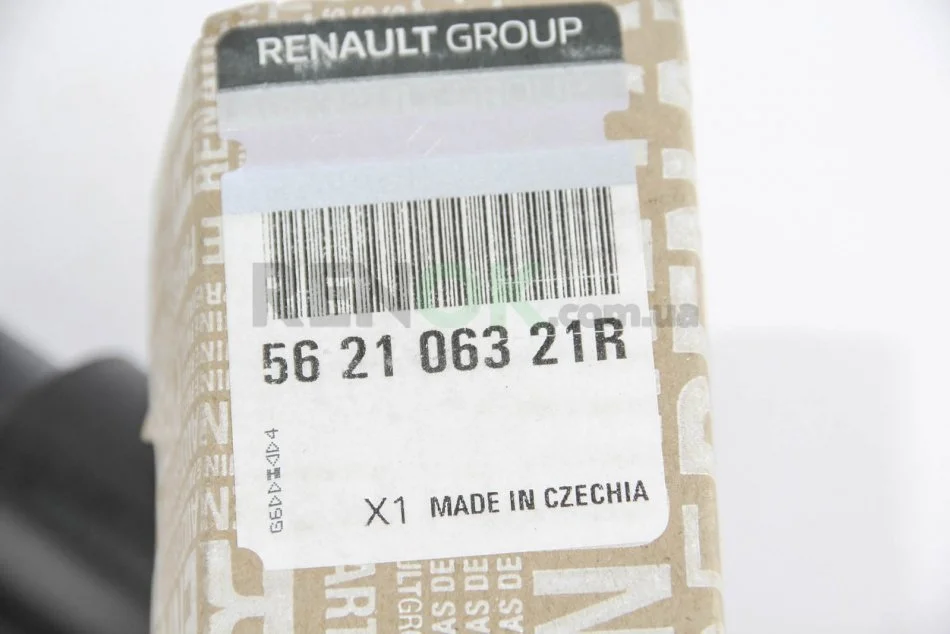 RENAULT GROUP
RENOK.com.ua
56 21 063 21R
X1 MADE IN CZECHIA